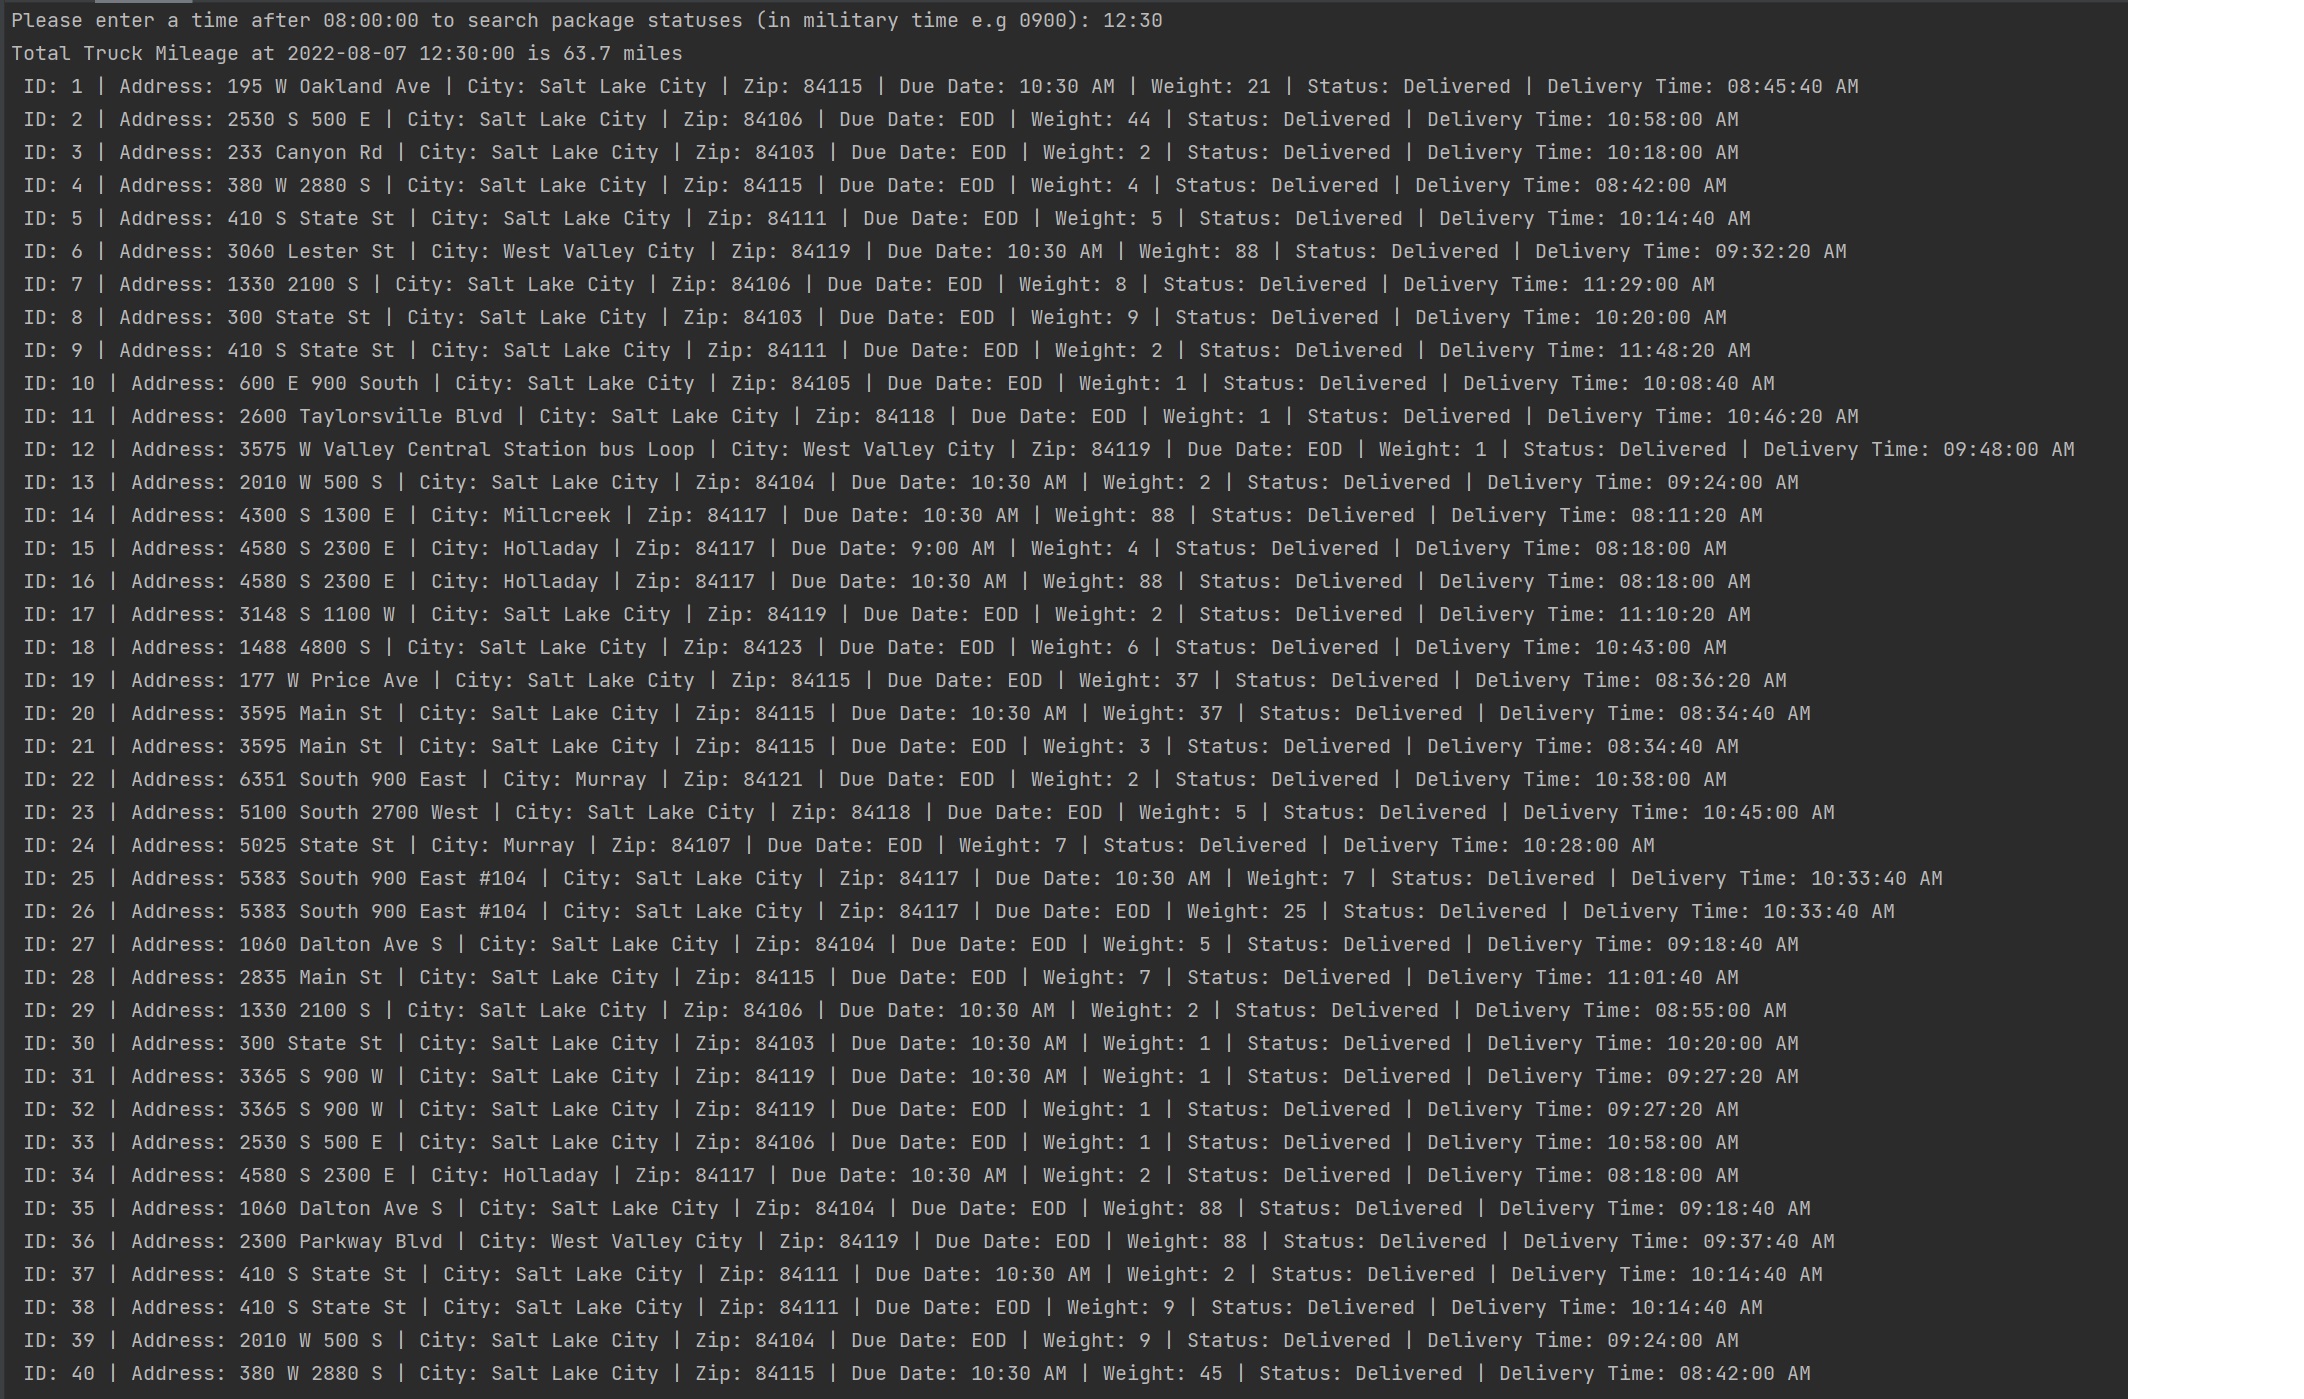 Please enter a time after 08:00:00 to search package statuses (in military time e.g 0900): 12:30
Total Truck Mileage at 2022-08-07 12:30:00 is 63.7 miles
ID: 1 | Address: 195 W Oakland Ave | City: Salt Lake City | Zip: 84115 | Due Date: 10:30 AM | Weight: 21 | Status: Delivered | Delivery Time: 08:45:40 AM
ID: 2 | Address: 2530 S 500 E | City: Salt Lake City | Zip: 84106 | Due Date: EOD | Weight: 44 | Status: Delivered | Delivery Time: 10:58:00 AM
ID: 3 | Address: 233 Canyon Rd | City: Salt Lake City | Zip: 84103 | Due Date: EOD | Weight: 2 | Status: Delivered | Delivery Time: 10:18:00 AM
ID: 4 | Address: 380 W 2880 S | City: Salt Lake City | Zip: 84115 | Due Date: EOD | Weight: 4 | Status: Delivered | Delivery Time: 08:42:00 AM
ID: 5 | Address: 410 S State St | City: Salt Lake City | Zip: 84111 | Due Date: EOD | Weight: 5 | Status: Delivered | Delivery Time: 10:14:40 AM
ID: 6 | Address: 3060 Lester St | City: West Valley City | Zip: 84119 | Due Date: 10:30 AM | Weight: 88 | Status: Delivered | Delivery Time: 09:32:20 AM
ID: 7 | Address: 1330 2100 S | City: Salt Lake City | Zip: 84106 | Due Date: EOD | Weight: 8 | Status: Delivered | Delivery Time: 11:29:00 AM
ID: 8 | Address: 300 State St | City: Salt Lake City | Zip: 84103 | Due Date: EOD | Weight: 9 | Status: Delivered | Delivery Time: 10:20:00 AM
ID: 9 | Address: 410 S State St | City: Salt Lake City | Zip: 84111 | Due Date: EOD | Weight: 2 | Status: Delivered | Delivery Time: 11:48:20 AM
ID: 10 | Address: 600 E 900 South | City: Salt Lake City | Zip: 84105 | Due Date: EOD | Weight: 1 | Status: Delivered | Delivery Time: 10:08:40 AM
ID: 11 | Address: 2600 Taylorsville Blvd | City: Salt Lake City | Zip: 84118 | Due Date: EOD | Weight: 1 | Status: Delivered | Delivery Time: 10:46:20 AM
ID: 12 | Address: 3575 W Valley Central Station bus Loop | City: West Valley City | Zip: 84119 | Due Date: EOD | Weight: 1 | Status: Delivered | Delivery Time: 09:48:00 AM
ID: 13 | Address: 2010 W 500 S | City: Salt Lake City | Zip: 84104 | Due Date: 10:30 AM | Weight: 2 | Status: Delivered | Delivery Time: 09:24:00 AM
ID: 14 | Address: 4300 S 1300 E | City: Millcreek | Zip: 84117 | Due Date: 10:30 AM | Weight: 88 | Status: Delivered | Delivery Time: 08:11:20 AM
ID: 15 | Address: 4580 S 2300 E | City: Holladay | Zip: 84117 | Due Date: 9:00 AM | Weight: 4 | Status: Delivered | Delivery Time: 08:18:00 AM
ID: 16 | Address: 4580 S 2300 E | City: Holladay | Zip: 84117 | Due Date: 10:30 AM | Weight: 88 | Status: Delivered | Delivery Time: 08:18:00 AM
ID: 17 | Address: 3148 S 1100 W | City: Salt Lake City | Zip: 84119 | Due Date: EOD | Weight: 2 | Status: Delivered | Delivery Time: 11:10:20 AM
ID: 18 | Address: 1488 4800 S | City: Salt Lake City | Zip: 84123 | Due Date: EOD | Weight: 6 | Status: Delivered | Delivery Time: 10:43:00 AM
ID: 19 | Address: 177 W Price Ave | City: Salt Lake City | Zip: 84115 | Due Date: EOD | Weight: 37 | Status: Delivered | Delivery Time: 08:36:20 AM
ID: 20 | Address: 3595 Main St | City: Salt Lake City | Zip: 84115 | Due Date: 10:30 AM | Weight: 37 | Status: Delivered | Delivery Time: 08:34:40 AM
ID: 21 | Address: 3595 Main St | City: Salt Lake City | Zip: 84115 | Due Date: EOD | Weight: 3 | Status: Delivered | Delivery Time: 08:34:40 AM
ID: 22 | Address: 6351 South 900 East | City: Murray | Zip: 84121 | Due Date: EOD | Weight: 2 | Status: Delivered | Delivery Time: 10:38:00 AM
ID: 23 | Address: 5100 South 2700 West | City: Salt Lake City | Zip: 84118 | Due Date: EOD | Weight: 5 | Status: Delivered | Delivery Time: 10:45:00 AM
ID: 24 | Address: 5025 State St | City: Murray | Zip: 84107 | Due Date: EOD | Weight: 7 | Status: Delivered | Delivery Time: 10:28:00 AM
ID: 25 | Address: 5383 South 900 East #104 | City: Salt Lake City | Zip: 84117 | Due Date: 10:30 AM | Weight: 7 | Status: Delivered | Delivery Time: 10:33:40 AM
ID: 26 | Address: 5383 South 900 East #104 | City: Salt Lake City | Zip: 84117 | Due Date: EOD | Weight: 25 | Status: Delivered | Delivery Time: 10:33:40 AM
ID: 27 | Address: 1060 Dalton Ave S | City: Salt Lake City | Zip: 84104 | Due Date: EOD | Weight: 5 | Status: Delivered | Delivery Time: 09:18:40 AM
ID: 28 | Address: 2835 Main St | City: Salt Lake City | Zip: 84115 | Due Date: EOD | Weight: 7 | Status: Delivered | Delivery Time: 11:01:40 AM
ID: 29 | Address: 1330 2100 S | City: Salt Lake City | Zip: 84106 | Due Date: 10:30 AM | Weight: 2 | Status: Delivered | Delivery Time: 08:55:00 AM
ID: 30 | Address: 300 State St | City: Salt Lake City | Zip: 84103 | Due Date: 10:30 AM | Weight: 1 | Status: Delivered | Delivery Time: 10:20:00 AM
ID: 31 | Address: 3365 S 900 W | City: Salt Lake City | Zip: 84119 | Due Date: 10:30 AM | Weight: 1 | Status: Delivered | Delivery Time: 09:27:20 AM
ID: 32 | Address: 3365 S 900 W | City: Salt Lake City | Zip: 84119 | Due Date: EOD | Weight: 1 | Status: Delivered | Delivery Time: 09:27:20 AM
ID: 33 | Address: 2530 S 500 E | City: Salt Lake City | Zip: 84106 | Due Date: EOD | Weight: 1 | Status: Delivered | Delivery Time: 10:58:00 AM
ID: 34 | Address: 4580 S 2300 E | City: Holladay | Zip: 84117 | Due Date: 10:30 AM | Weight: 2 | Status: Delivered | Delivery Time: 08:18:00 AM
ID: 35 | Address: 1060 Dalton Ave S | City: Salt Lake City | Zip: 84104 | Due Date: EOD | Weight: 88 | Status: Delivered | Delivery Time: 09:18:40 AM
ID: 36 | Address: 2300 Parkway Blvd | City: West Valley City | Zip: 84119 | Due Date: EOD | Weight: 88 | Status: Delivered | Delivery Time: 09:37:40 AM
ID: 37 | Address: 410 S State St | City: Salt Lake City | Zip: 84111 | Due Date: 10:30 AM | Weight: 2 | Status: Delivered | Delivery Time: 10:14:40 AM
ID: 38 | Address: 410 S State St | City: Salt Lake City | Zip: 84111 | Due Date: EOD | Weight: 9 | Status: Delivered | Delivery Time: 10:14:40 AM
ID: 39 | Address: 2010 W 500 S | City: Salt Lake City | Zip: 84104 | Due Date: EOD | Weight: 9 | Status: Delivered | Delivery Time: 09:24:00 AM
ID: 40 | Address: 380 W 2880 S | City: Salt Lake City | Zip: 84115 | Due Date: 10:30 AM | Weight: 45 | Status: Delivered | Delivery Time: 08:42:00 AM